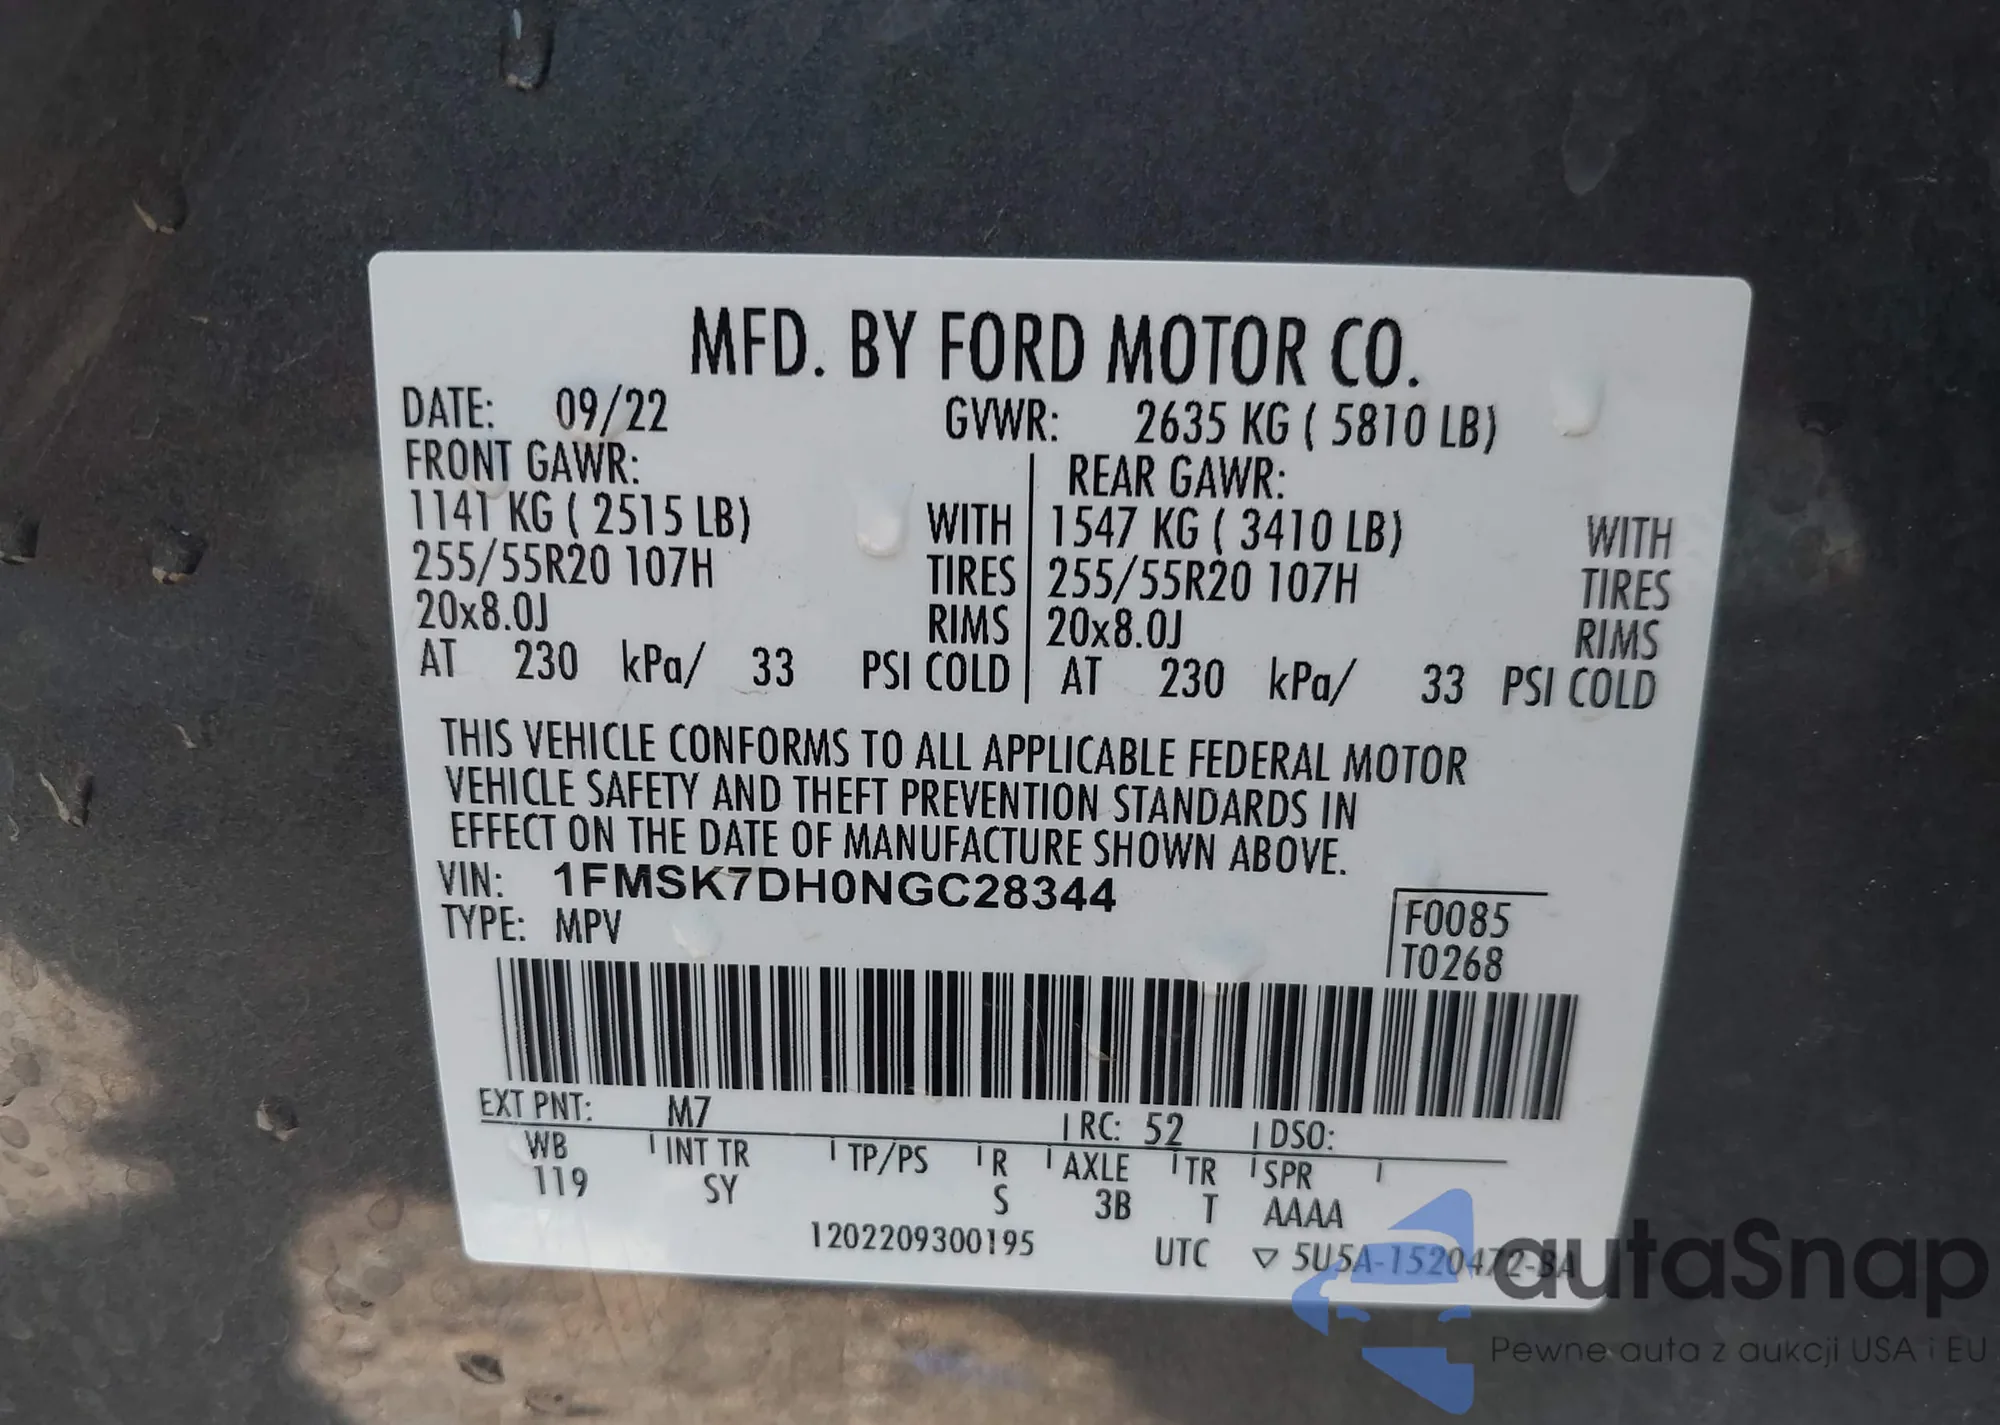 MFD. BY FORD MOTOR CO.
DATE: 09/22 GVWR: 2635 KG ( 5810 LB)
FRONT GAWR: REAR GAWR:
1141 KG ( 2515 LB) WITH 1547 KG ( 3410 LB) WITH
255/55R20 107H TIRES 255/55R20 107H TIRES
20x8.0J RIMS 20x8.0J RIMS
AT 230 kPa/ 33 PSI COLD AT 230 kPa/ 33 PSI COLD
THIS VEHICLE CONFORMS TO ALL APPLICABLE FEDERAL MOTOR
VEHICLE SAFETY AND THEFT PREVENTION STANDARDS IN
EFFECT ON THE DATE OF MANUFACTURE SHOWN ABOVE.
VIN: 1FMSK7DH0NGC28344
TYPE: MPV
F0085
T0268
EXT PNT: M7 RC: 52 DSO:
WB INT TR TP/PS R AXLE TR SPR
119 SY S 3B T AAAA
1202209300195
UTC ▽ 5U5A-1520472-BA
autaSnap
Pewne auta z aukcji USA i EU